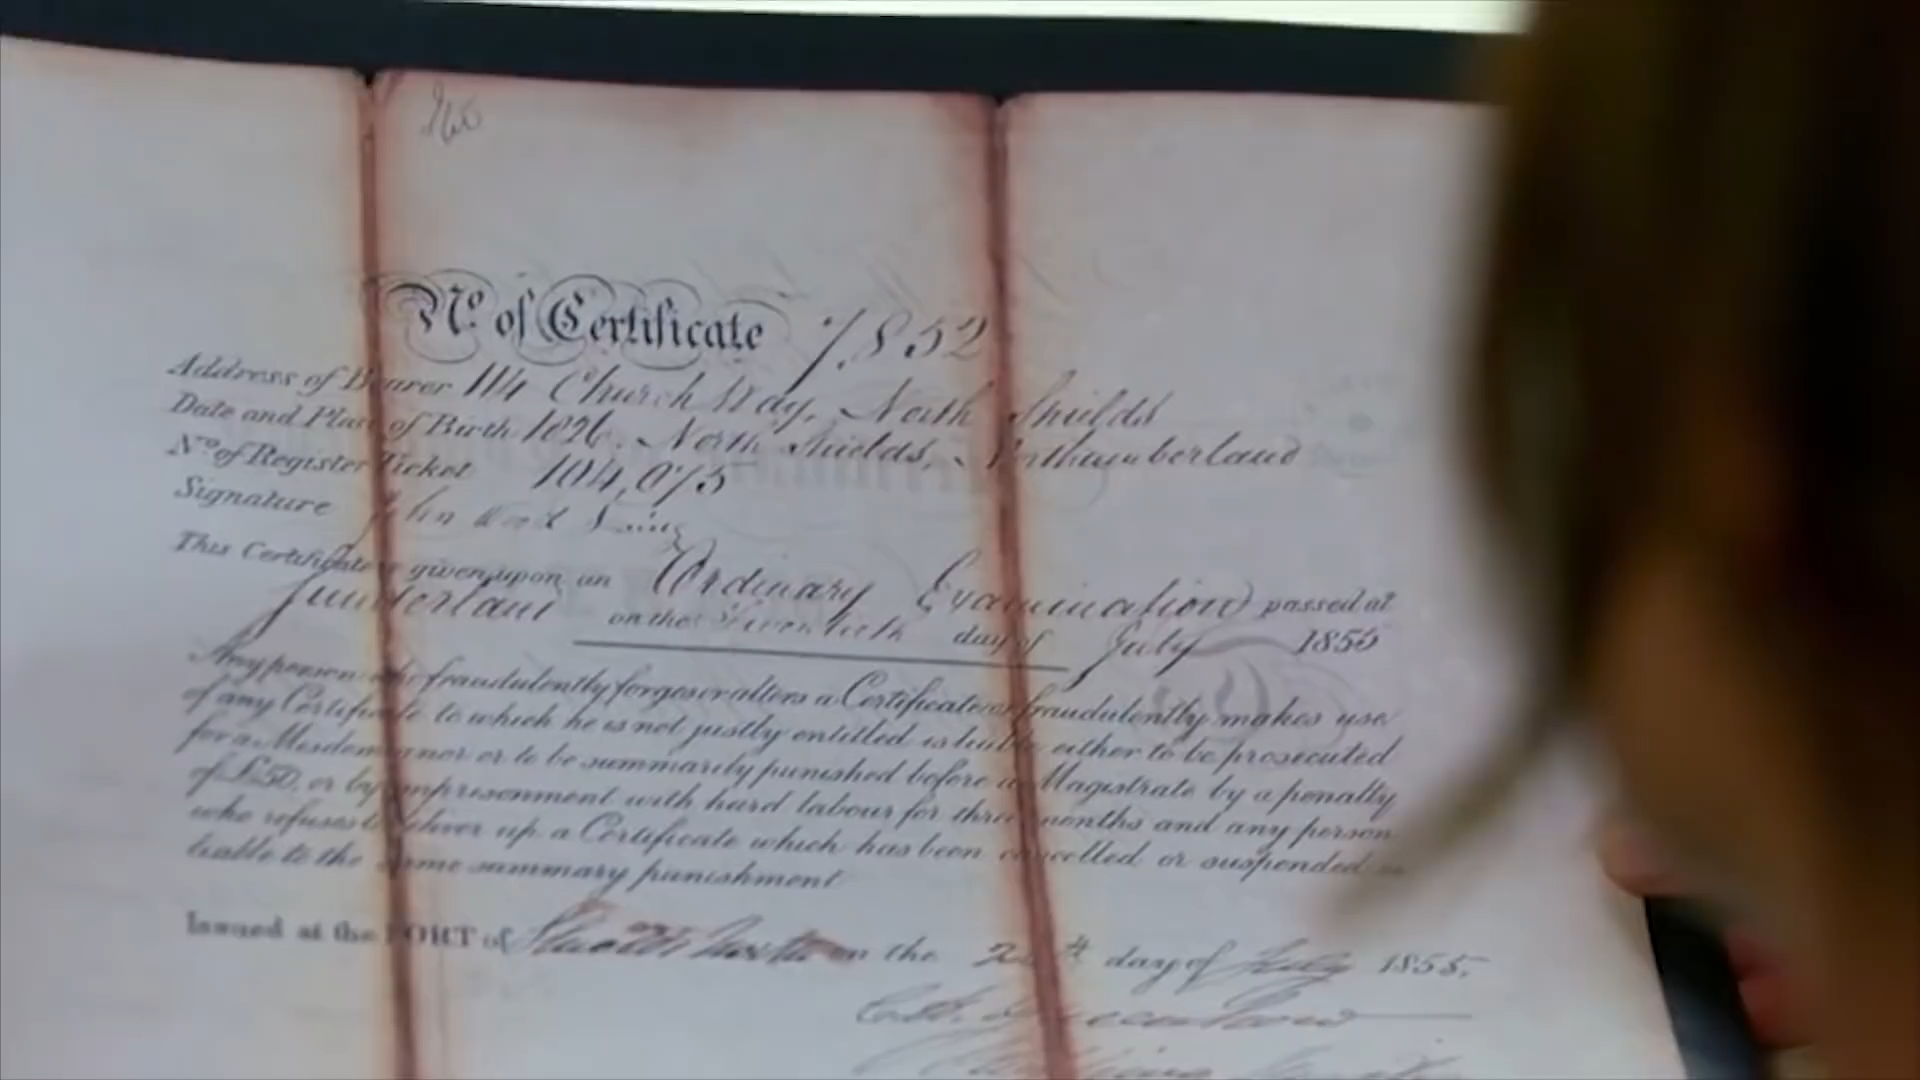 No. of Certificate
Address of Bearer 114 Church Way, North Shields
Date and Place of Birth 1826. North Shields, Northumberland
No. of Register Ticket 104,075
Signature John
This Certificate is given upon an Ordinary Examination passed at
Sunderland on the Twentieth day of July 1855
Any person who fraudulently forges or alters a Certificate or fraudulently makes use
of any Certificate to which he is not justly entitled is liable either to be prosecuted
for a Misdemeanor or to be summarily punished before a Magistrate by a penalty
of £50, or by imprisonment with hard labour for three months and any person
who refuses to deliver up a Certificate which has been cancelled or suspended is
liable to the same summary punishment
Issued at the PORT of on the day of July 1855.